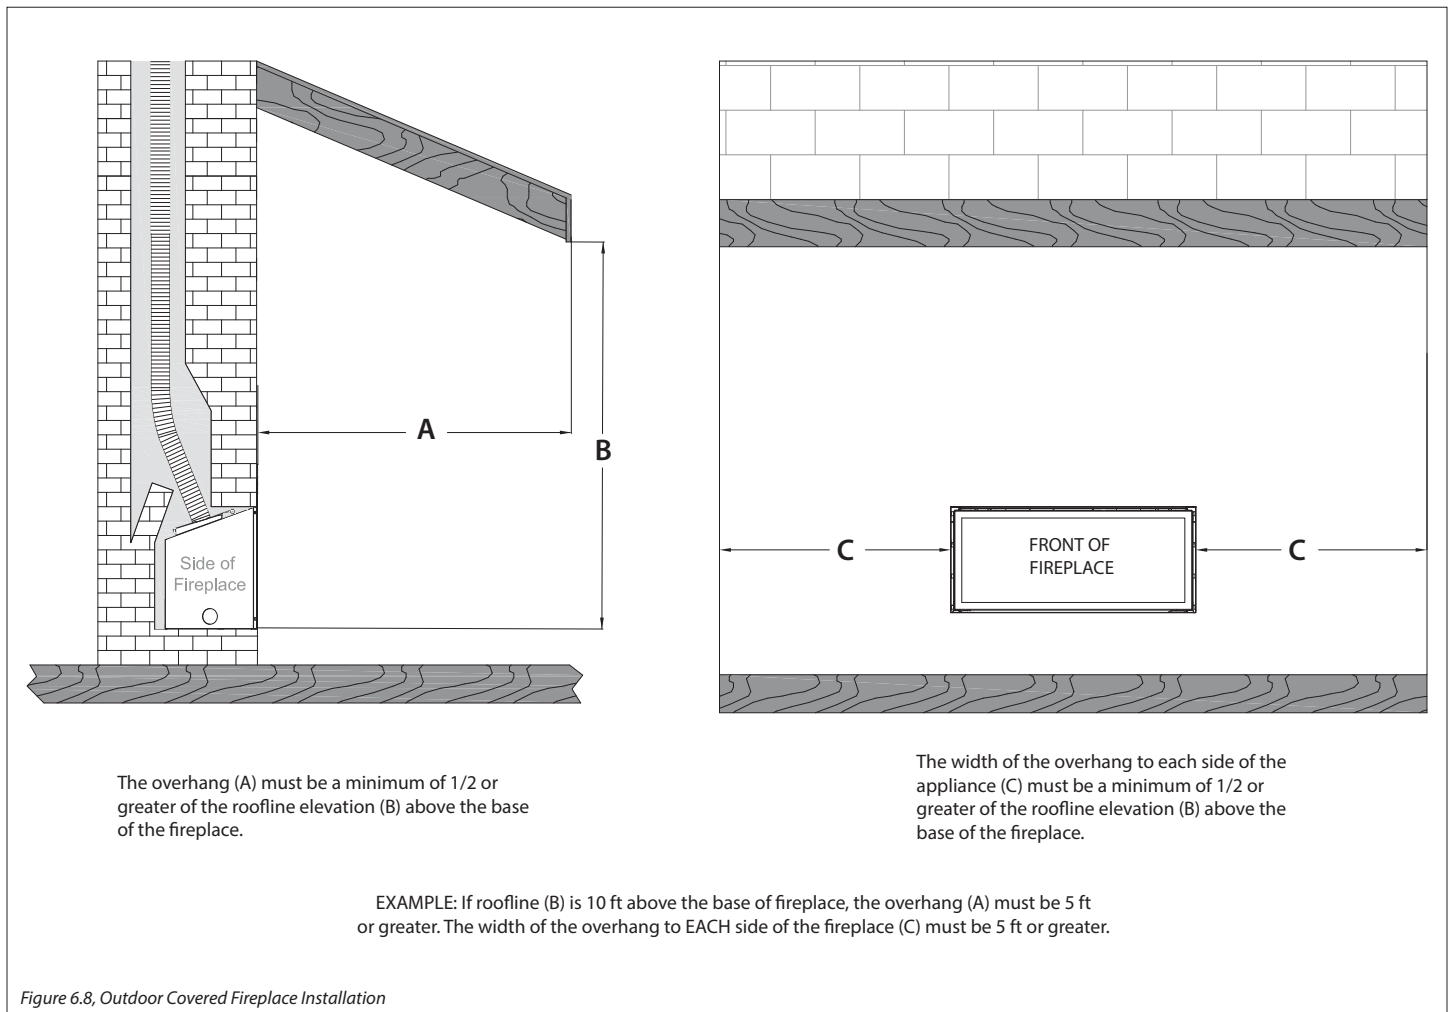 A
B
Side of
Fireplace
C
FRONT OF
FIREPLACE
C
The overhang (A) must be a minimum of 1/2 or
greater of the roofline elevation (B) above the base
of the fireplace.
The width of the overhang to each side of the
appliance (C) must be a minimum of 1/2 or
greater of the roofline elevation (B) above the
base of the fireplace.
EXAMPLE: If roofline (B) is 10 ft above the base of fireplace, the overhang (A) must be 5 ft
or greater. The width of the overhang to EACH side of the fireplace (C) must be 5 ft or greater.
Figure 6.8, Outdoor Covered Fireplace Installation